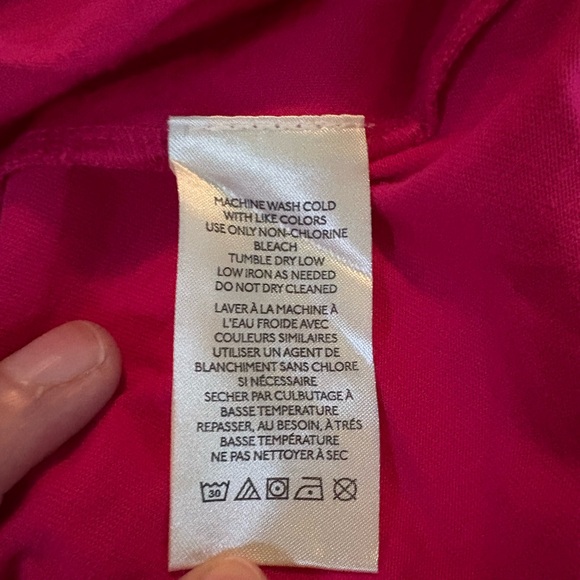 MACHINE WASH COLD
WITH LIKE COLORS
USE ONLY NON-CHLORINE
BLEACH
TUMBLE DRY LOW
LOW IRON AS NEEDED
DO NOT DRY CLEANED
LAVER À LA MACHINE À
L'EAU FROIDE AVEC
COULEURS SIMILAIRES
UTILISER UN AGENT DE
BLANCHIMENT SANS CHLORE
SI NÉCESSAIRE
SECHER PAR CULBUTAGE À
BASSE TEMPERATURE
REPASSER, AU BESOIN, À TRÉS
BASSE TEMPÉRATURE
NE PAS NETTOYER À SEC
30